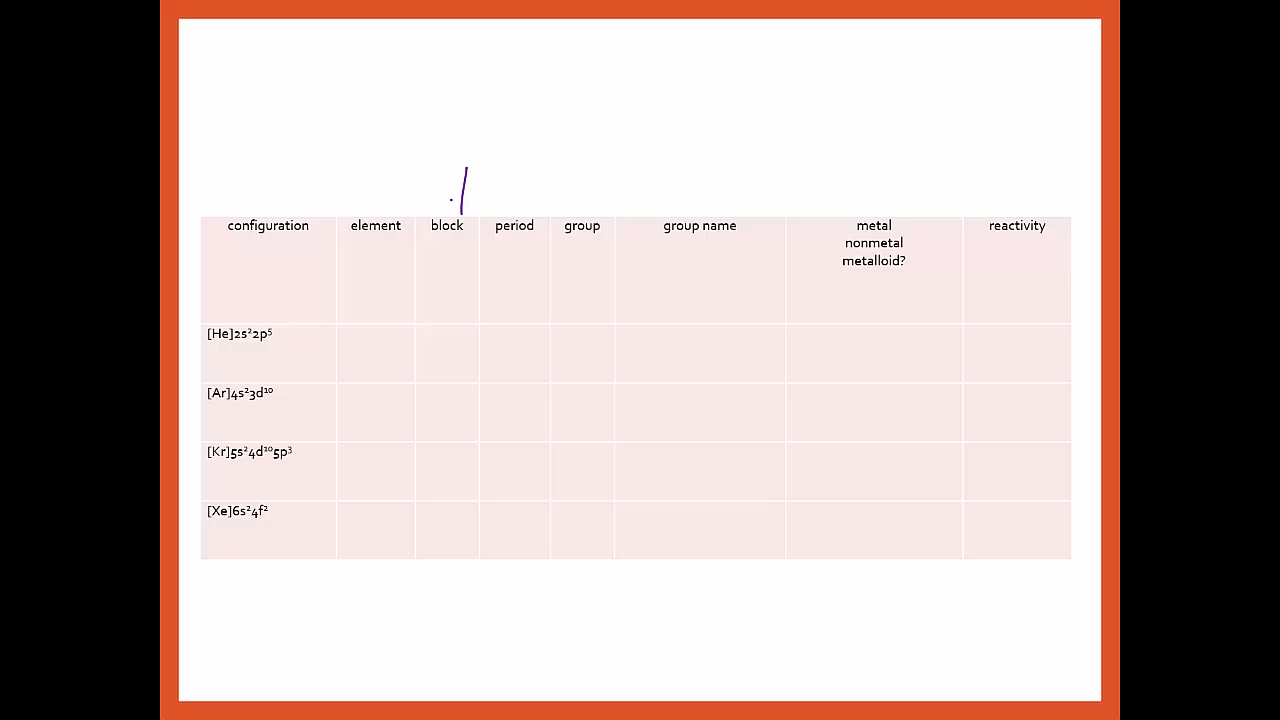 configuration element block period group group name metal reactivity
nonmetal
metalloid?
[He]2s²2p⁵
[Ar]4s²3d¹⁰
[Kr]5s²4d¹⁰5p³
[Xe]6s²4f²